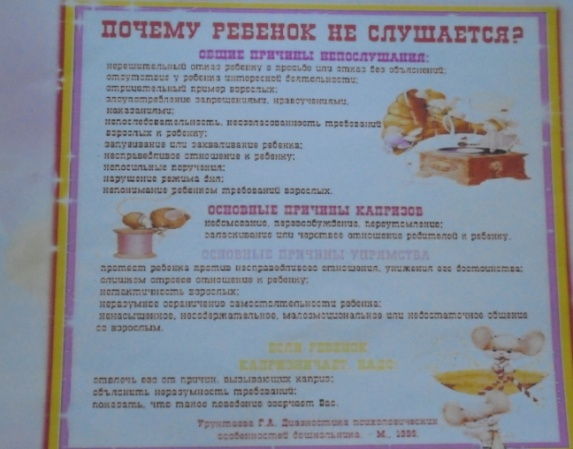 ПОЧЕМУ РЕБЕНОК НЕ СЛУШАЕТСЯ?
ОБЩИЕ ПРИЧИНЫ НЕПОСЛУШАНИЯ:
нерешительный отказ ребенку в просьбе или отказ без объяснений;
отсутствие у ребенка интересной деятельности;
отрицательный пример взрослых;
злоупотребление запрещениями, нравоучениями,
наказаниями;
непоследовательность, несогласованность требований
взрослых к ребенку;
запугивание или захваливание ребенка;
несправедливое отношение к ребенку;
непосильные поручения;
нарушение режима дня;
непонимание ребенком требований взрослых.
ОСНОВНЫЕ ПРИЧИНЫ КАПРИЗОВ
недомогание, перевозбуждение, переутомление;
заласкивание или черствое отношение родителей к ребенку.
ОСНОВНЫЕ ПРИЧИНЫ УПРЯМСТВА
протест ребенка против несправедливого отношения, унижения его достоинства;
слишком строгое отношение к ребенку;
нетактичность взрослых;
неразумное ограничение самостоятельности ребенка;
ненасыщенное, несодержательное, малоэмоциональное или недостаточное общение
со взрослым.
ЕСЛИ РЕБЕНОК
КАПРИЗНИЧАЕТ, НАДО:
отвлечь его от причин, вызывающих каприз;
объяснить неразумность требований;
показать, что такое поведение огорчает Вас.
Урунтаева Г.А. Диагностика психологических
особенностей дошкольника. - М.,